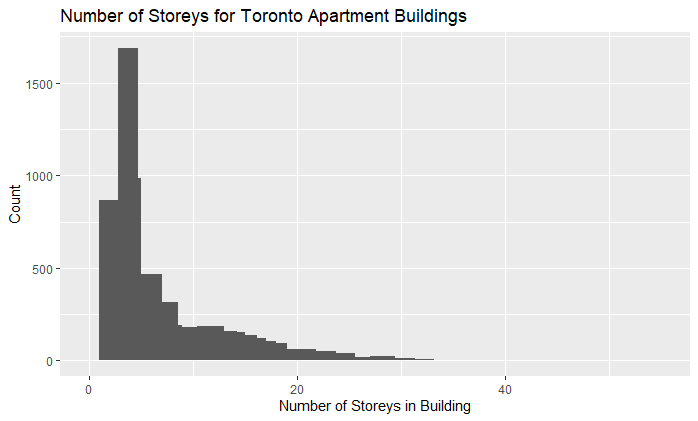 Number of Storeys for Toronto Apartment Buildings
1500
1000
500
0
Count
0 20 40
Number of Storeys in Building